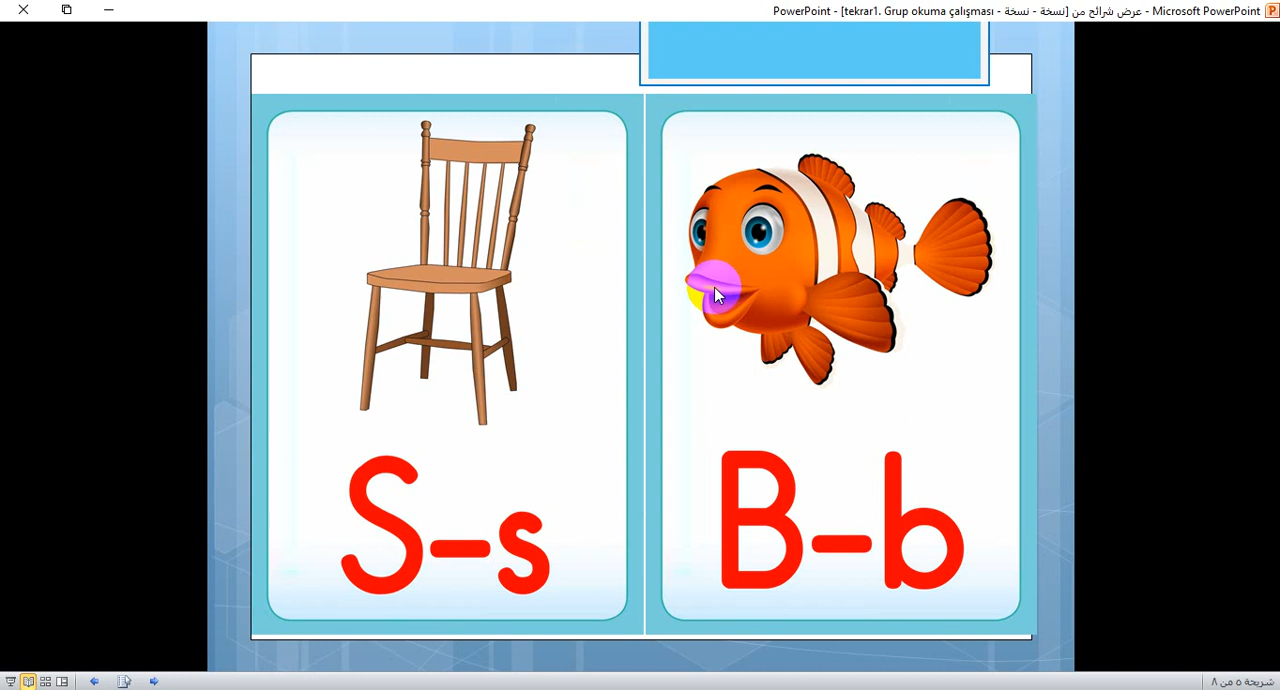 PowerPoint - [tekrar1. Grup okuma çalışması - نسخة - نسخة] عرض شرائح من - Microsoft PowerPoint
S-s
B-b
شريحة ٥ من ٨